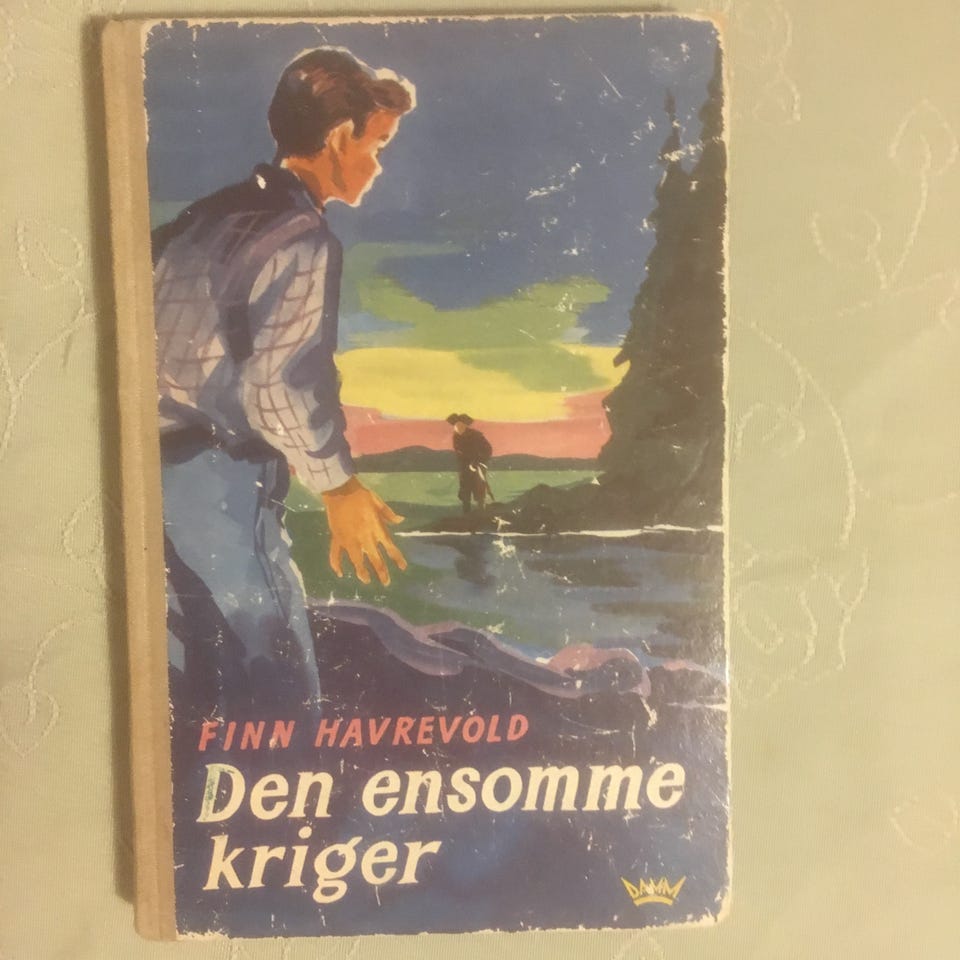 FINN HAVREVOLD
Den ensomme
kriger
DAMM